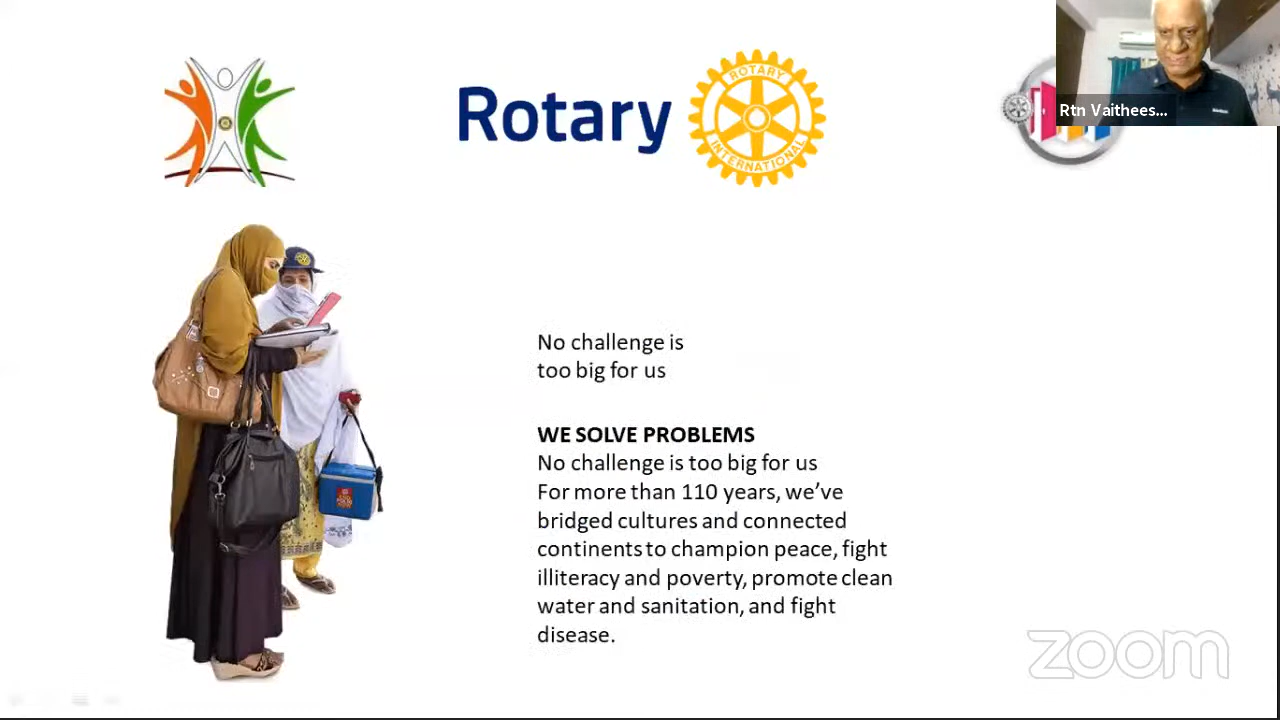 Rotary
ROTARY
INTERNATIONAL
Rtn Vaithees...
No challenge is
too big for us
WE SOLVE PROBLEMS
No challenge is too big for us
For more than 110 years, we’ve
bridged cultures and connected
continents to champion peace, fight
illiteracy and poverty, promote clean
water and sanitation, and fight
disease.
zoom